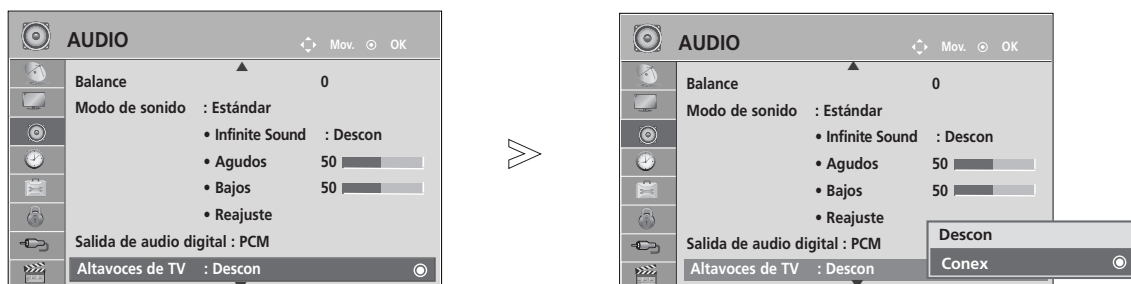 AUDIO
Mov. OK
Balance 0
Modo de sonido : Estándar
• Infinite Sound : Descon
• Agudos 50
• Bajos 50
• Reajuste
Salida de audio digital : PCM
Altavoces de TV : Descon
AUDIO
Mov. OK
Balance 0
Modo de sonido : Estándar
• Infinite Sound : Descon
• Agudos 50
• Bajos 50
• Reajuste
Salida de audio digital : PCM
Altavoces de TV : Descon
Descon
Conex